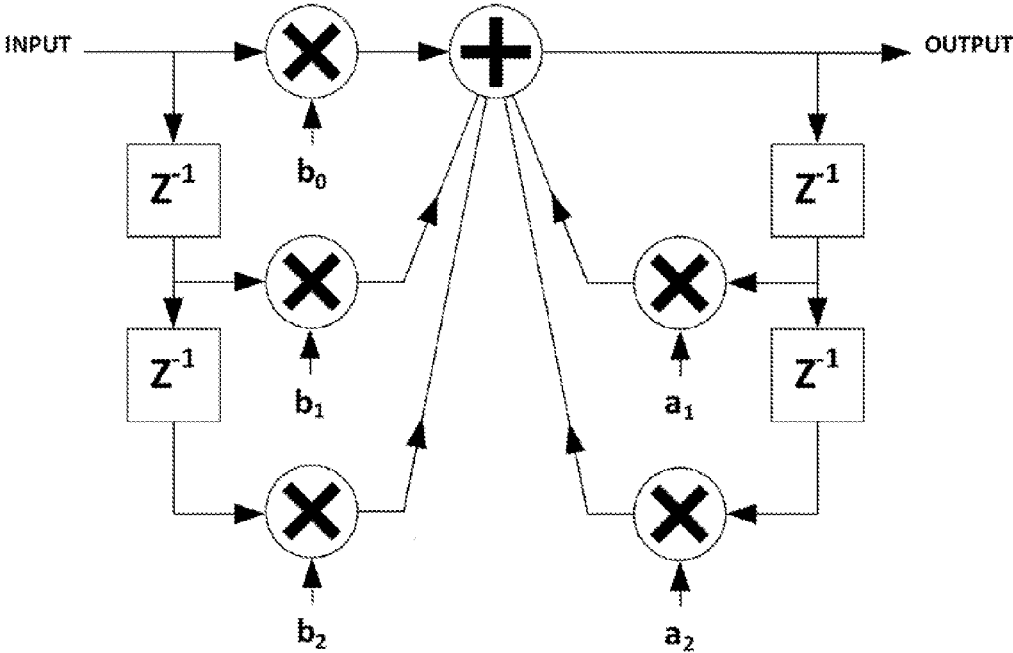 INPUT
OUTPUT
b₀
Z⁻¹
Z⁻¹
b₁
a₁
Z⁻¹
Z⁻¹
b₂
a₂